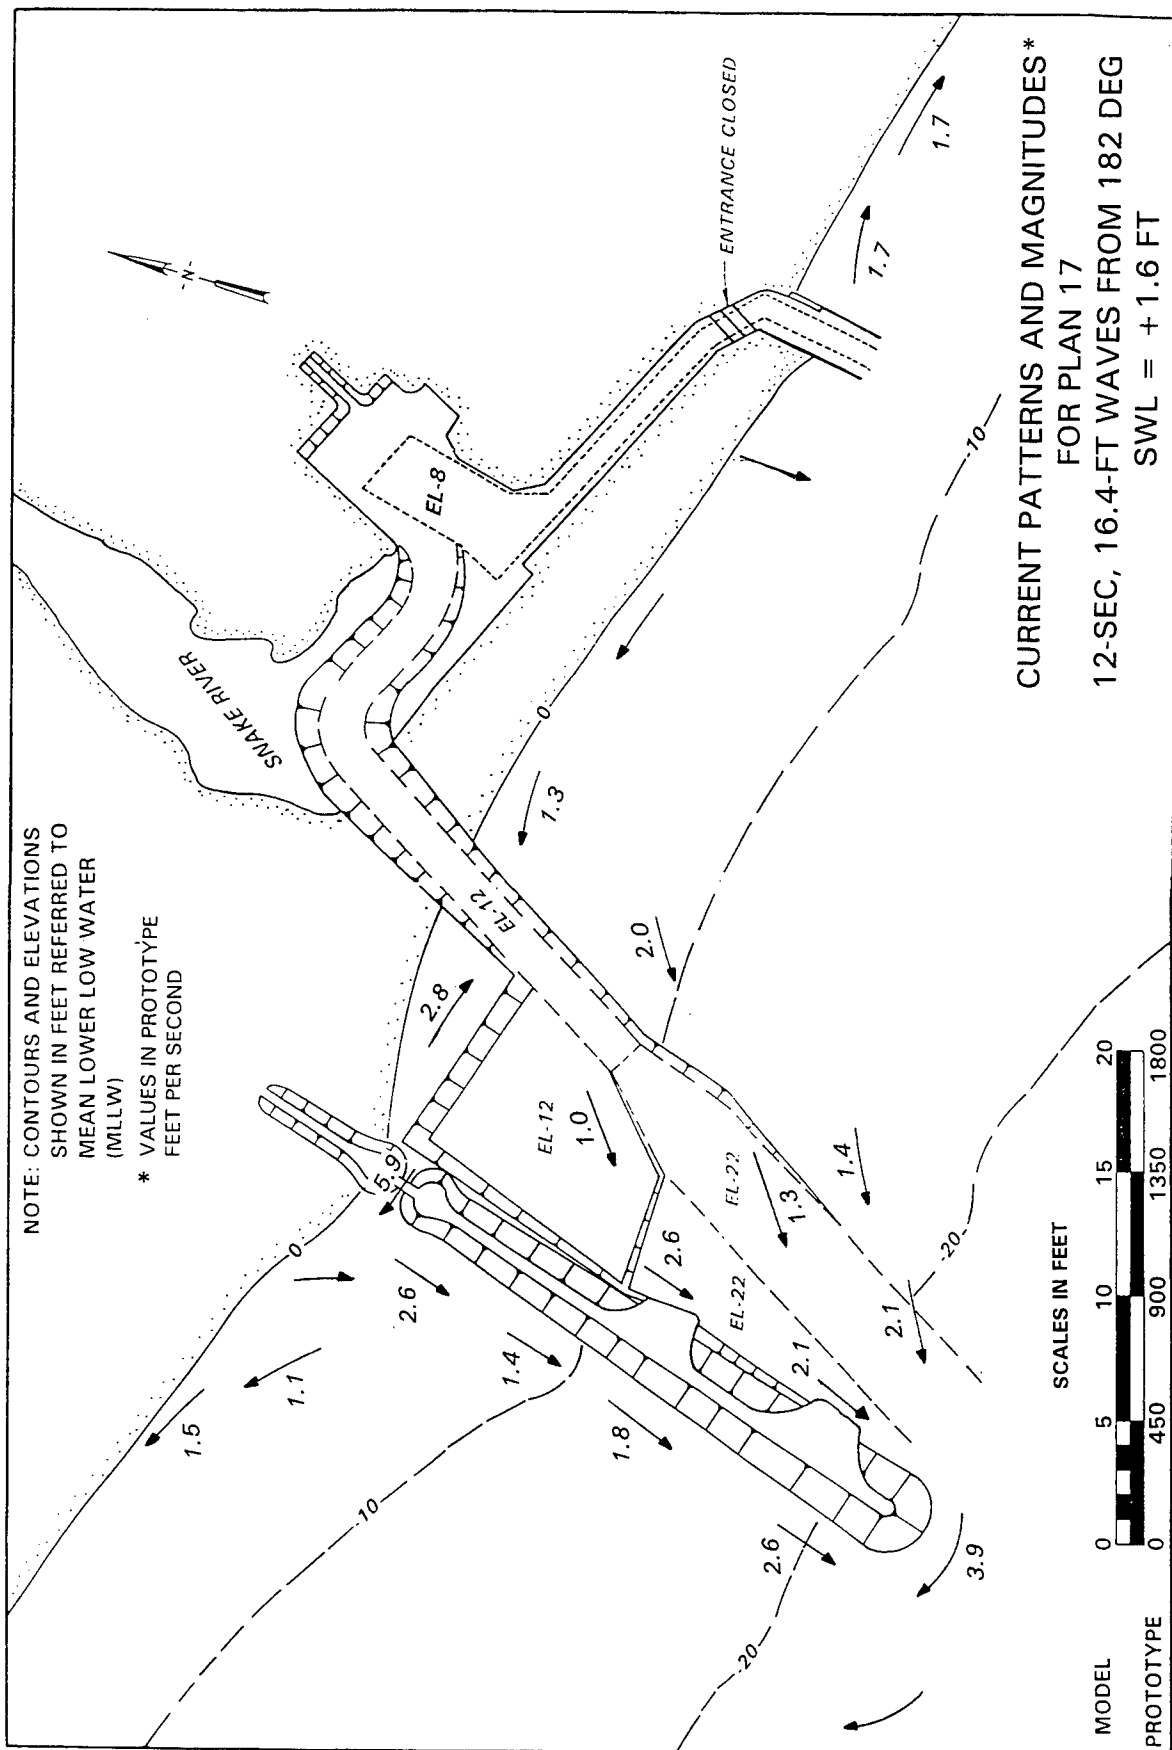 NOTE: CONTOURS AND ELEVATIONS
SHOWN IN FEET REFERRED TO
MEAN LOWER LOW WATER
(MLLW)
* VALUES IN PROTOTYPE
FEET PER SECOND
SNAKE RIVER
-N-
ENTRANCE CLOSED
EL-8
EL-12
EL-12
EL-22
EL-22
0
0
-10
-10
-20
-20
1.5
1.1
2.6
5.9
2.8
1.4
1.8
2.6
3.9
2.1
2.6
1.0
1.3
1.4
2.1
2.0
1.3
1.7
1.7
SCALES IN FEET
MODEL 0 5 10 15 20
PROTOTYPE 0 450 900 1350 1800
CURRENT PATTERNS AND MAGNITUDES*
FOR PLAN 17
12-SEC, 16.4-FT WAVES FROM 182 DEG
SWL = +1.6 FT